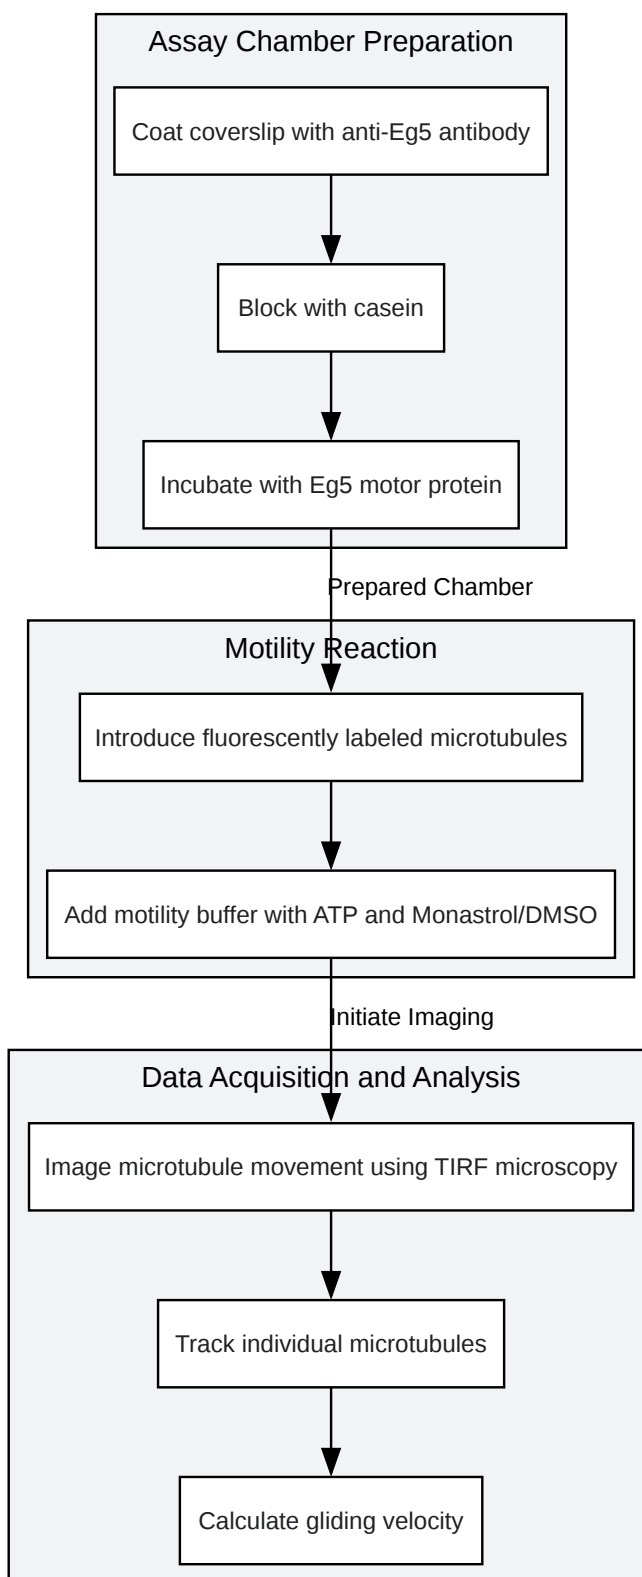 Assay Chamber Preparation
Coat coverslip with anti-Eg5 antibody
Block with casein
Incubate with Eg5 motor protein
Prepared Chamber
Motility Reaction
Introduce fluorescently labeled microtubules
Add motility buffer with ATP and Monastrol/DMSO
Initiate Imaging
Data Acquisition and Analysis
Image microtubule movement using TIRF microscopy
Track individual microtubules
Calculate gliding velocity